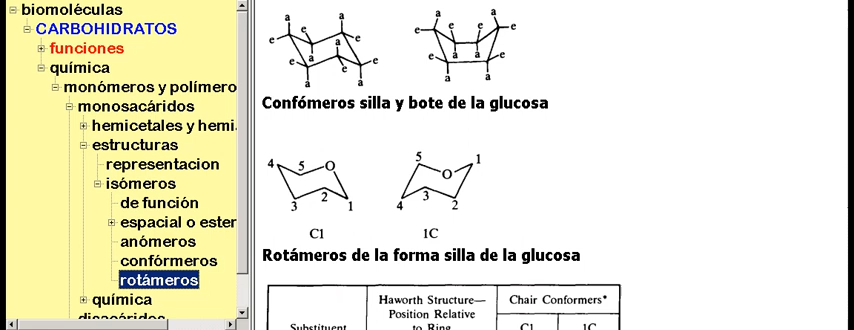 biomoléculas
CARBOHIDRATOS
funciones
química
monómeros y polímero
monosacáridos
hemicetales y hemi
estructuras
representacion
isómeros
de función
espacial o ester
anómeros
confórmeros
rotámeros
química
disacáridos
a a
e e e
e a e
a e
a a
a a
e a a e
e e
a a
Confómeros silla y bote de la glucosa
4 5 O
3 2 1
C1
5 O 1
4 3 2
1C
Rotámeros de la forma silla de la glucosa
Substituent
Haworth Structure—
Position Relative
to Ring
Chair Conformers*
C1 1C